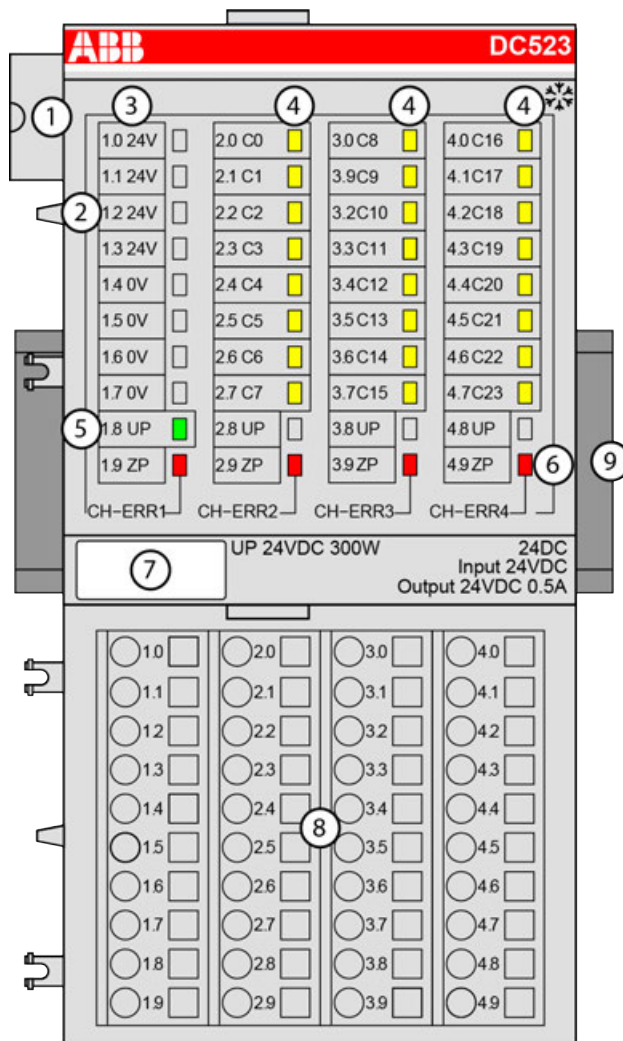 ABB DC523
1 3 4 4 4
1.0 24V 2.0 C0 3.0 C8 4.0 C16
1.1 24V 2.1 C1 3.9C9 4.1C17
2 1.2 24V 2.2 C2 3.2C10 4.2C18
1.3 24V 2.3 C3 3.3 C11 4.3C19
1.4 0V 2.4 C4 3.4C12 4.4C20
1.5 0V 2.5 C5 3.5C13 4.5C21
1.6 0V 2.6 C6 3.6C14 4.6C22
1.7 0V 2.7 C7 3.7C15 4.7C23
5 1.8 UP 2.8 UP 3.8 UP 4.8 UP
1.9 ZP 2.9 ZP 3.9 ZP 4.9 ZP 6 9
CH-ERR1 CH-ERR2 CH-ERR3 CH-ERR4
7 UP 24VDC 300W 24DC
Input 24VDC
Output 24VDC 0.5A
1.0 2.0 3.0 4.0
1.1 2.1 3.1 4.1
1.2 2.2 3.2 4.2
1.3 2.3 3.3 4.3
1.4 2.4 3.4 4.4
8
1.5 2.5 3.5 4.5
1.6 2.6 3.6 4.6
1.7 2.7 3.7 4.7
1.8 2.8 3.8 4.8
1.9 2.9 3.9 4.9